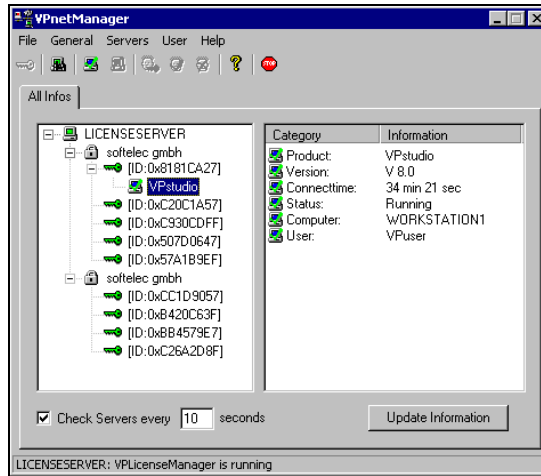 VPnetManager
File General Servers User Help
STOP
All Infos
LICENSESERVER
softelec gmbh
[ID:0x8181CA27]
VPstudio
[ID:0xC20C1A57]
[ID:0xC930CDFF]
[ID:0x507D0647]
[ID:0x57A1B9EF]
softelec gmbh
[ID:0xCC1D9057]
[ID:0xB420C63F]
[ID:0xBB4579E7]
[ID:0xC26A2D8F]
Category Information
Product: VPstudio
Version: V 8.0
Connecttime: 34 min 21 sec
Status: Running
Computer: WORKSTATION1
User: VPuser
Check Servers every 10 seconds
Update Information
LICENSESERVER: VPLicenseManager is running